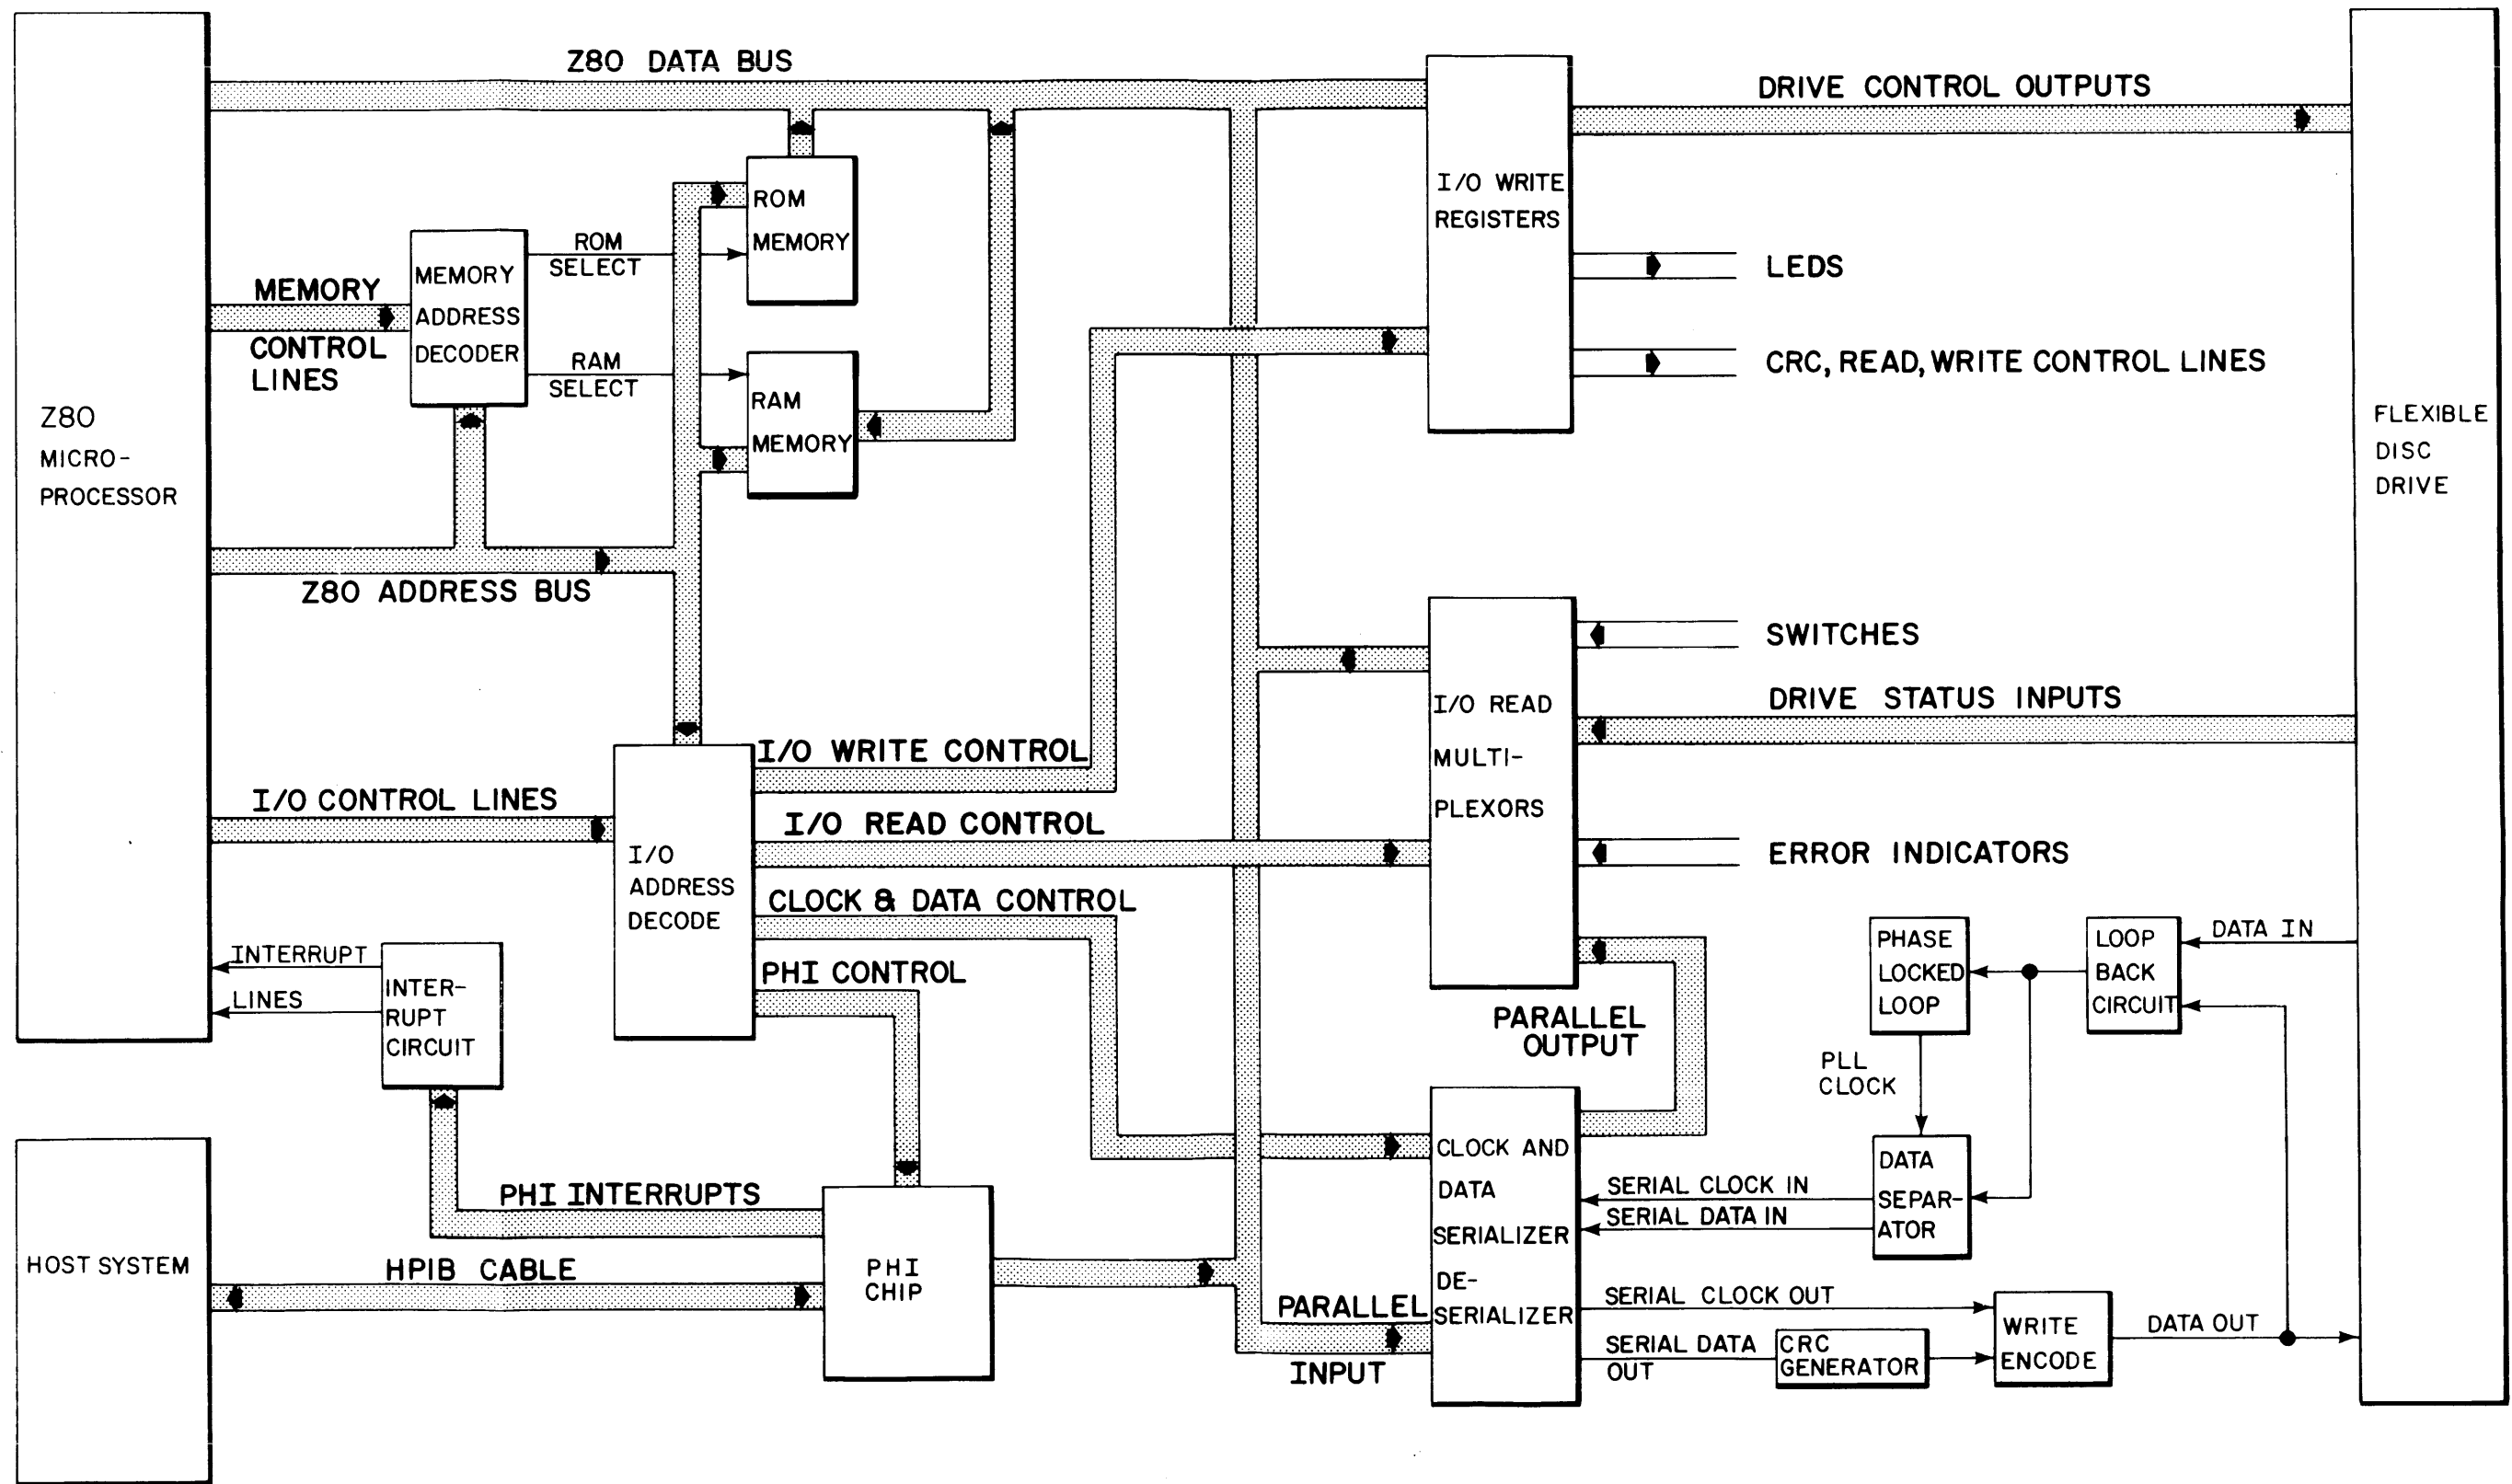 Z80 DATA BUS
DRIVE CONTROL OUTPUTS
I/O WRITE
REGISTERS
ROM
MEMORY
ROM
SELECT
LEDS
MEMORY
ADDRESS
DECODER
MEMORY
CONTROL
LINES
RAM
SELECT
CRC, READ, WRITE CONTROL LINES
RAM
MEMORY
Z80
MICRO-
PROCESSOR
FLEXIBLE
DISC
DRIVE
Z80 ADDRESS BUS
SWITCHES
DRIVE STATUS INPUTS
I/O READ
MULTI-
PLEXORS
I/O WRITE CONTROL
I/O CONTROL LINES
I/O READ CONTROL
ERROR INDICATORS
I/O
ADDRESS
DECODE
CLOCK & DATA CONTROL
PHASE
LOCKED
LOOP
LOOP
BACK
CIRCUIT
DATA IN
INTERRUPT
LINES
INTER-
RUPT
CIRCUIT
PHI CONTROL
PARALLEL
OUTPUT
PLL
CLOCK
CLOCK AND
DATA
SERIALIZER
DE-
SERIALIZER
DATA
SEPAR-
ATOR
SERIAL CLOCK IN
SERIAL DATA IN
PHI INTERRUPTS
HOST SYSTEM
HPIB CABLE
PHI
CHIP
PARALLEL
INPUT
SERIAL CLOCK OUT
SERIAL DATA
OUT
CRC
GENERATOR
WRITE
ENCODE
DATA OUT